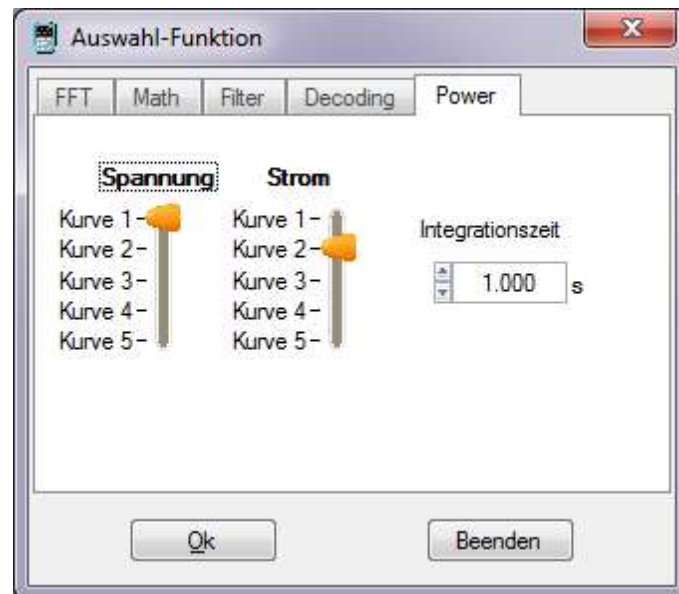 Auswahl-Funktion
FFT Math Filter Decoding Power
Spannung Strom
Kurve 1 Kurve 1
Kurve 2 Kurve 2
Kurve 3 Kurve 3
Kurve 4 Kurve 4
Kurve 5 Kurve 5
Integrationszeit
1.000 s
Ok Beenden